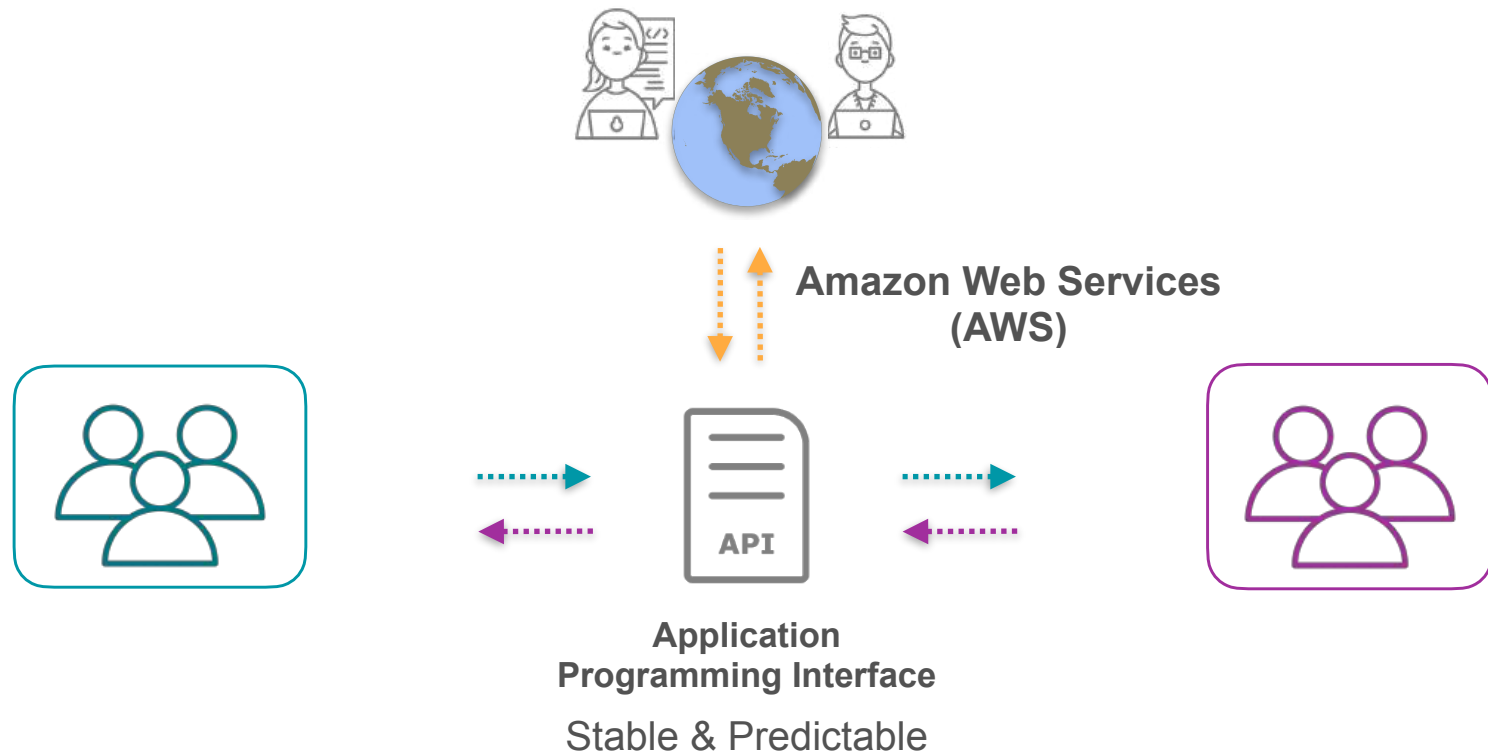 </>
Amazon Web Services
(AWS)
API
Application
Programming Interface
Stable & Predictable